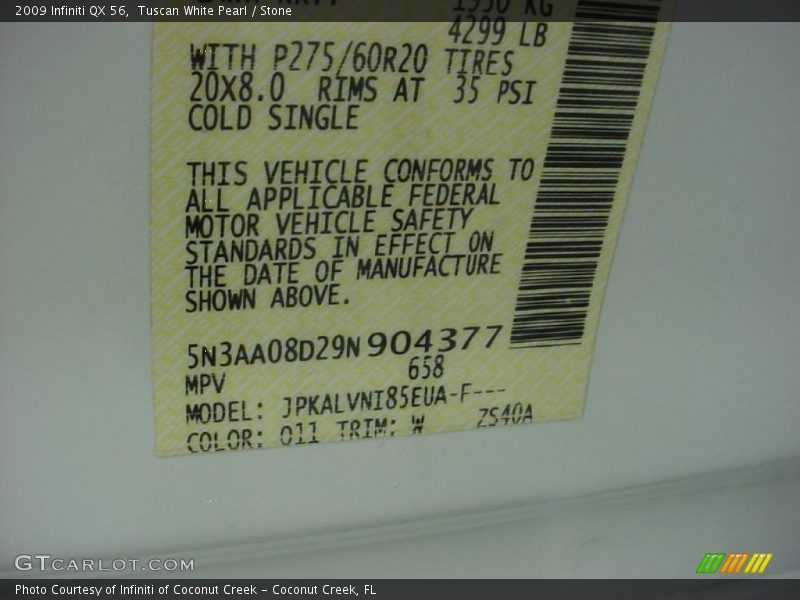 2009 Infiniti QX 56,  Tuscan White Pearl / Stone
1950 KG
4299 LB
WITH P275/60R20 TIRES
20X8.0 RIMS AT 35 PSI
COLD SINGLE
THIS VEHICLE CONFORMS TO
ALL APPLICABLE FEDERAL
MOTOR VEHICLE SAFETY
STANDARDS IN EFFECT ON
THE DATE OF MANUFACTURE
SHOWN ABOVE.
5N3AA08D29N904377
MPV 658
MODEL: JPKALVNI85EUA-F---
COLOR: 011 TRIM: W ZS40A
GTCARLOT.COM
Photo Courtesy of Infiniti of Coconut Creek – Coconut Creek, FL